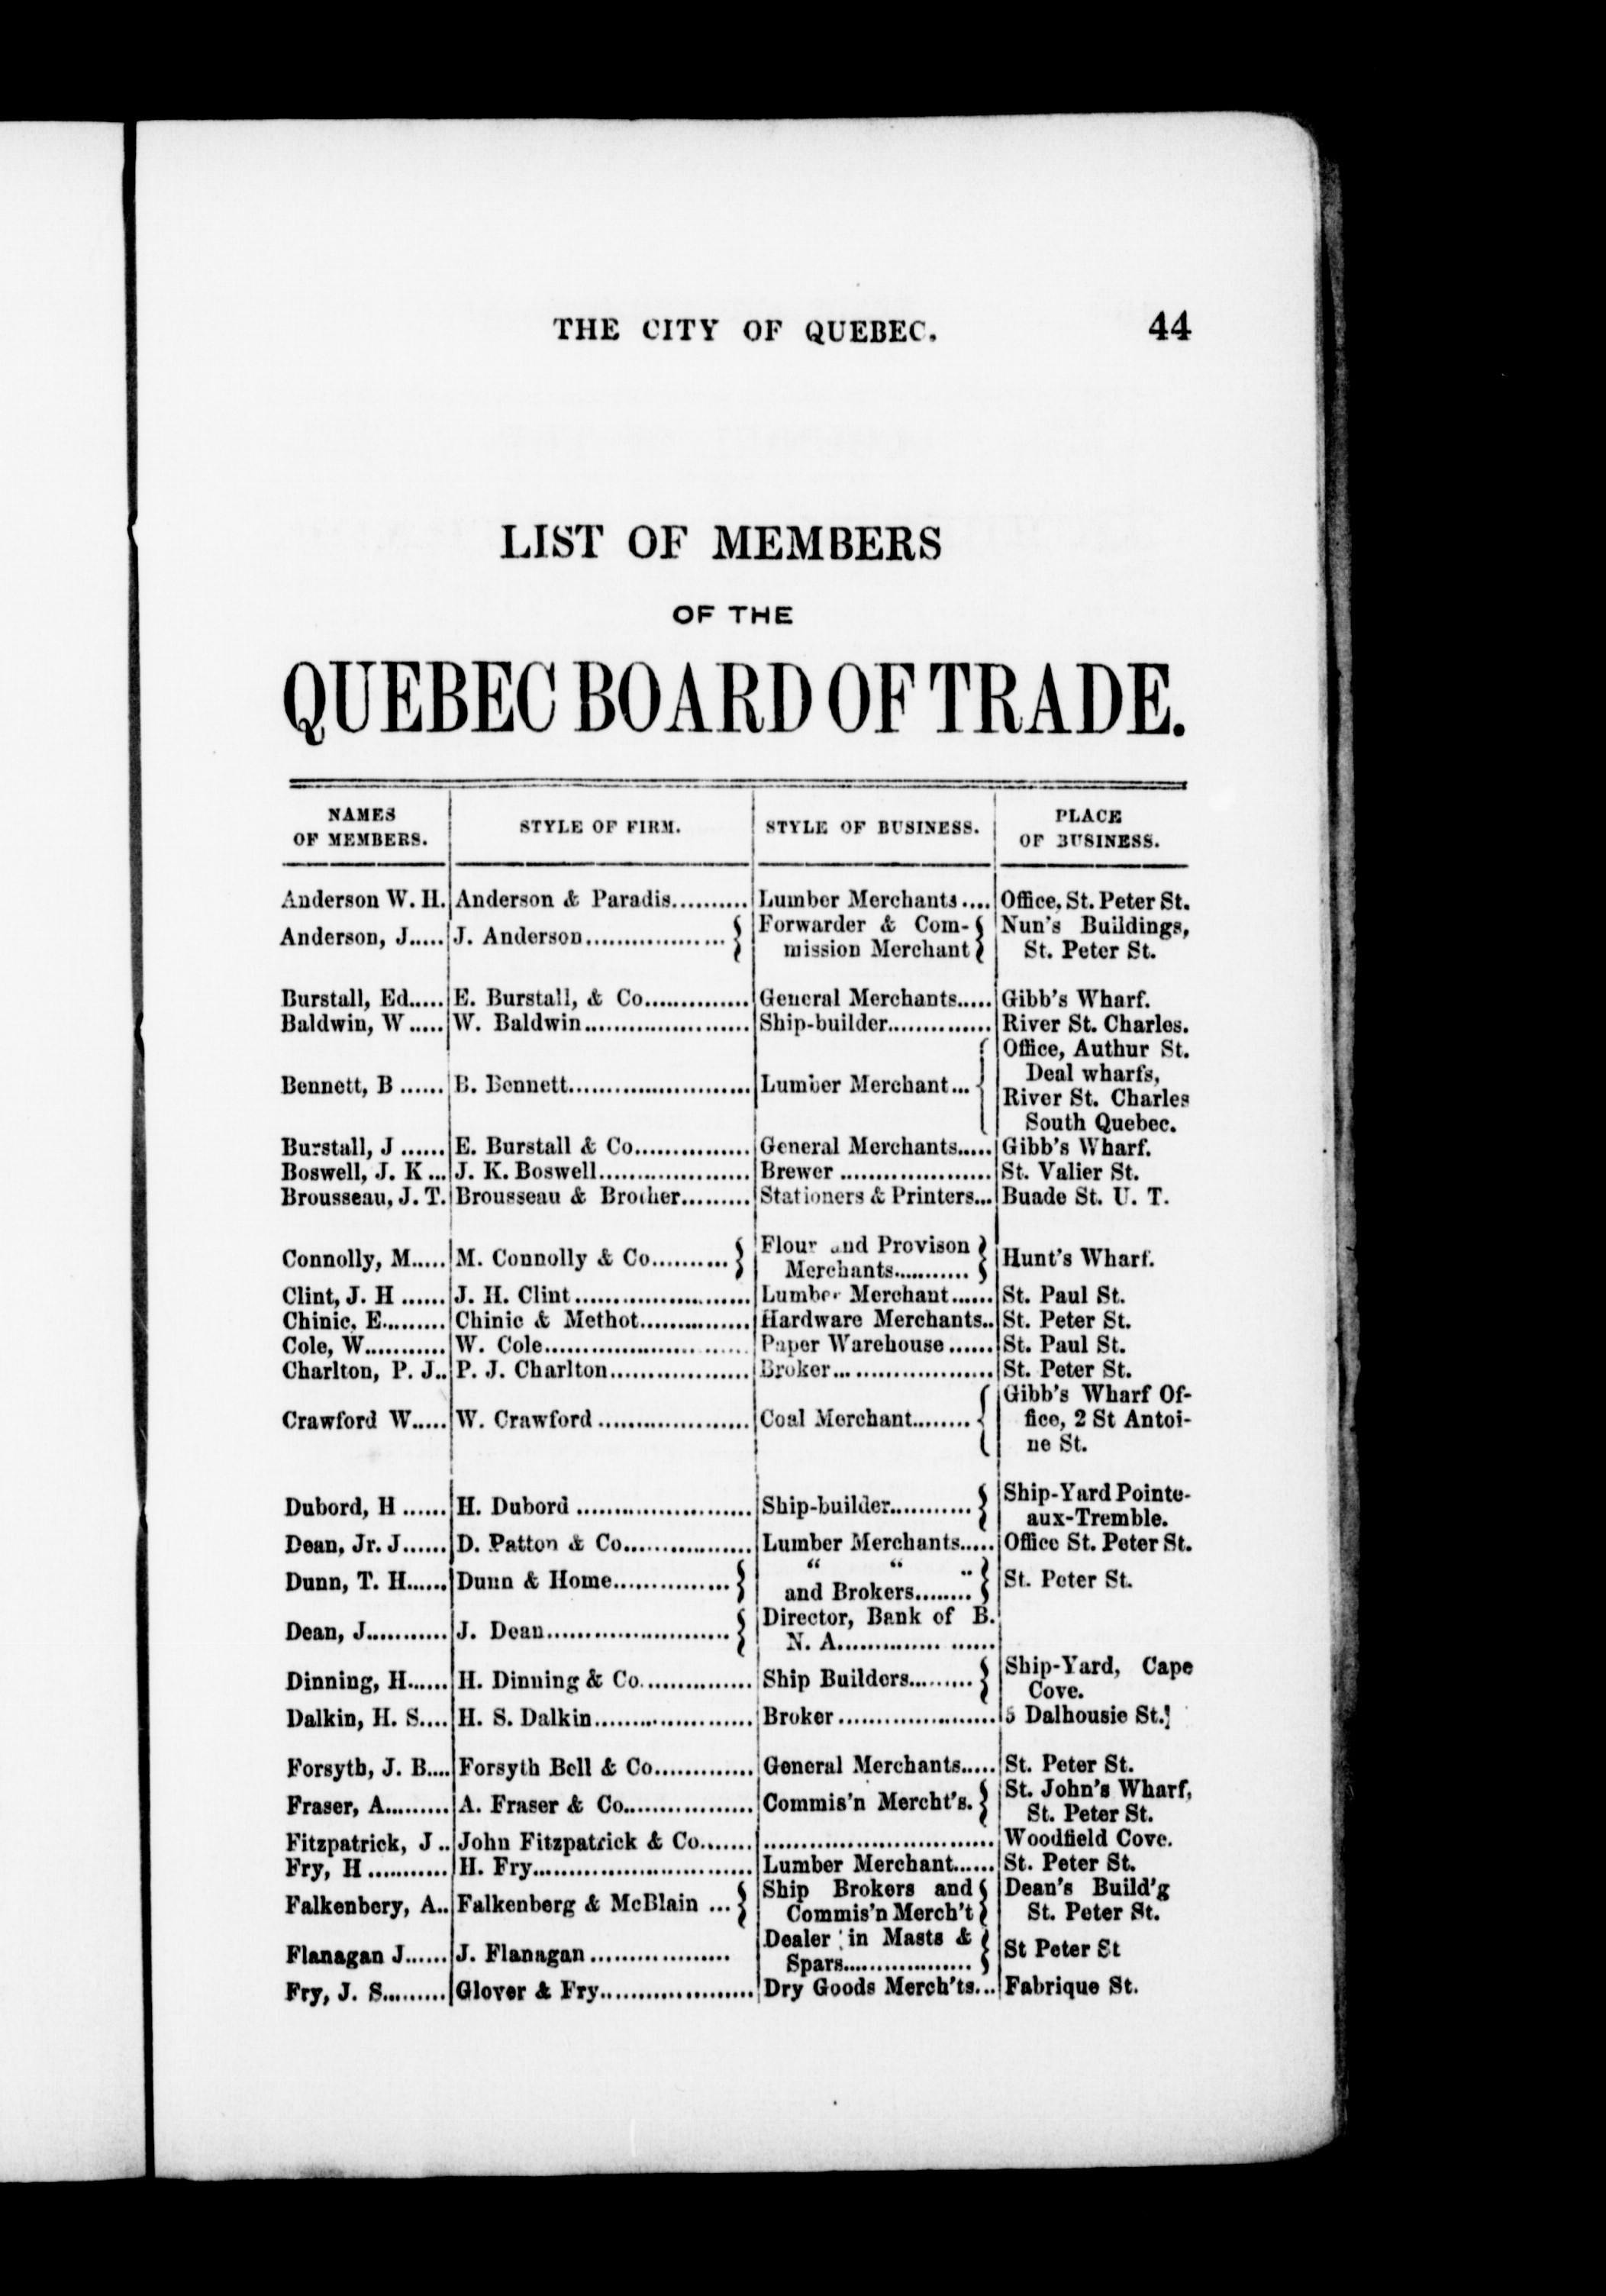 THE CITY OF QUEBEC. 44
LIST OF MEMBERS
OF THE
QUEBEC BOARD OF TRADE.
NAMES OF MEMBERS. STYLE OF FIRM. STYLE OF BUSINESS. PLACE OF BUSINESS.
Anderson W. H. Anderson & Paradis.......... Lumber Merchants.... Office, St. Peter St.
Anderson, J..... J. Anderson.................. } Forwarder & Com- { Nun's Buildings,
mission Merchant St. Peter St.
Burstall, Ed..... E. Burstall, & Co.............. General Merchants..... Gibb's Wharf.
Baldwin, W ..... W. Baldwin...................... Ship-builder.............. River St. Charles.
Office, Authur St.
Deal wharfs,
Bennett, B ...... B. Bennett........................ Lumber Merchant... {
River St. Charles
South Quebec.
Burstall, J ...... E. Burstall & Co............... General Merchants..... Gibb's Wharf.
Boswell, J. K ... J. K. Boswell.................... Brewer .................... St. Valier St.
Brousseau, J. T. Brousseau & Brother......... Stationers & Printers... Buade St. U. T.
Connolly, M..... M. Connolly & Co.......... } Flour and Provison } Hunt's Wharf.
Merchants...........
Clint, J. H ...... J. H. Clint....................... Lumber Merchant...... St. Paul St.
Chinic, E......... Chinic & Methot............... Hardware Merchants.. St. Peter St.
Cole, W........... W. Cole........................... Paper Warehouse ...... St. Paul St.
Charlton, P. J.. P. J. Charlton.................. Broker..................... St. Peter St.
Gibb's Wharf Of-
Crawford W..... W. Crawford .................... Coal Merchant........ { fice, 2 St Antoi-
ne St.
Dubord, H ...... H. Dubord ....................... Ship-builder........... } Ship-Yard Pointe-
aux-Tremble.
Dean, Jr. J...... D. Patton & Co................. Lumber Merchants..... Office St. Peter St.
Dunn, T. H...... Dunn & Home............... } “ “ “ } St. Peter St.
and Brokers........
Dean, J........... J. Dean........................ } Director, Bank of B.
N. A....................
Dinning, H...... H. Dinning & Co............... Ship Builders......... } Ship-Yard, Cape
Cove.
Dalkin, H. S.... H. S. Dalkin..................... Broker ..................... 5 Dalhousie St.
Forsyth, J. B.... Forsyth Bell & Co............. General Merchants..... St. Peter St.
Fraser, A......... A. Fraser & Co................. Commis'n Mercht's. } St. John's Wharf,
St. Peter St.
Fitzpatrick, J .. John Fitzpatrick & Co....... .............................. Woodfield Cove.
Fry, H ........... H. Fry............................. Lumber Merchant...... St. Peter St.
Falkenbery, A.. Falkenberg & McBlain ... } Ship Brokers and { Dean's Build'g
Commis'n Merch't St. Peter St.
Flanagan J...... J. Flanagan .................. Dealer in Masts & } St Peter St
Spars.................
Fry, J. S......... Glover & Fry.................... Dry Goods Merch'ts... Fabrique St.